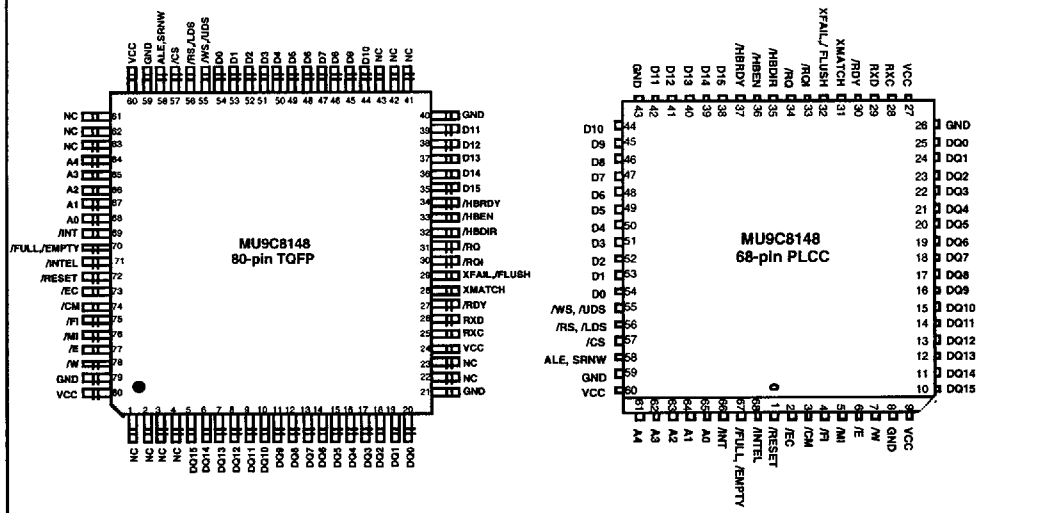 VCC
GND
ALE,SRNW
/CS
/RS,/LDS
/WS,/UDS
D0
D1
D2
D3
D4
D5
D6
D7
D8
D9
D10
NC
NC
NC
60 59 58 57 56 55 54 53 52 51 50 49 48 47 46 45 44 43 42 41
NC 61
NC 62
NC 63
A4 64
A3 65
A2 66
A1 67
A0 68
/INT 69
/FULL,/EMPTY 70
/INTEL 71
/RESET 72
/EC 73
/CM 74
/FI 75
/MI 76
/E 77
/W 78
GND 79
VCC 80
MU9C8148
80-pin TQFP
40 GND
39 D11
38 D12
37 D13
36 D14
35 D15
34 /HBRDY
33 /HBEN
32 /HBDIR
31 /RQ
30 /RQI
29 XFAIL,/FLUSH
28 XMATCH
27 /RDY
26 RXD
25 RXC
24 VCC
23 NC
22 NC
21 GND
1 2 3 4 5 6 7 8 9 10 11 12 13 14 15 16 17 18 19 20
NC
NC
NC
NC
DQ15
DQ14
DQ13
DQ12
DQ11
DQ10
DQ9
DQ8
DQ7
DQ6
DQ5
DQ4
DQ3
DQ2
DQ1
DQ0
GND
D11
D12
D13
D14
D15
/HBRDY
/HBEN
/HBDIR
/RQ
/RQI
XFAIL,/ FLUSH
XMATCH
/RDY
RXD
RXC
VCC
43 42 41 40 39 38 37 36 35 34 33 32 31 30 29 28 27
D10 44
D9 45
D8 46
D7 47
D6 48
D5 49
D4 50
D3 51
D2 52
D1 53
D0 54
/WS, /UDS 55
/RS, /LDS 56
/CS 57
ALE, SRNW 58
GND 59
VCC 60
MU9C8148
68-pin PLCC
26 GND
25 DQ0
24 DQ1
23 DQ2
22 DQ3
21 DQ4
20 DQ5
19 DQ6
18 DQ7
17 DQ8
16 DQ9
15 DQ10
14 DQ11
13 DQ12
12 DQ13
11 DQ14
10 DQ15
61 62 63 64 65 66 67 68 1 2 3 4 5 6 7 8 9
A4
A3
A2
A1
A0
/INT
/FULL, /EMPTY
/INTEL
/RESET
/EC
/CM
/FI
/MI
/E
/W
GND
VCC